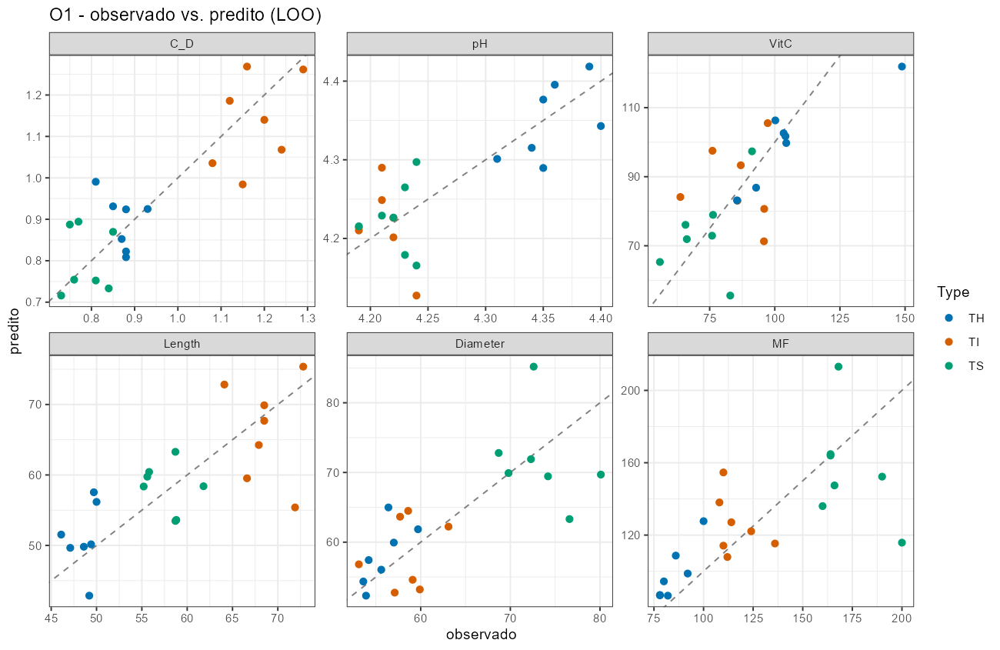 O1 - observado vs. predito (LOO)
C_D
pH
VitC
1.2
1.1
1.0
0.9
0.8
0.7
4.4
4.3
4.2
110
90
70
0.8 0.9 1.0 1.1 1.2 1.3
4.20 4.25 4.30 4.35 4.40
75 100 125 150
Length
Diameter
MF
70
60
50
80
70
60
200
160
120
45 50 55 60 65 70
60 70 80
75 100 125 150 175 200
predito
observado
Type
TH
TI
TS